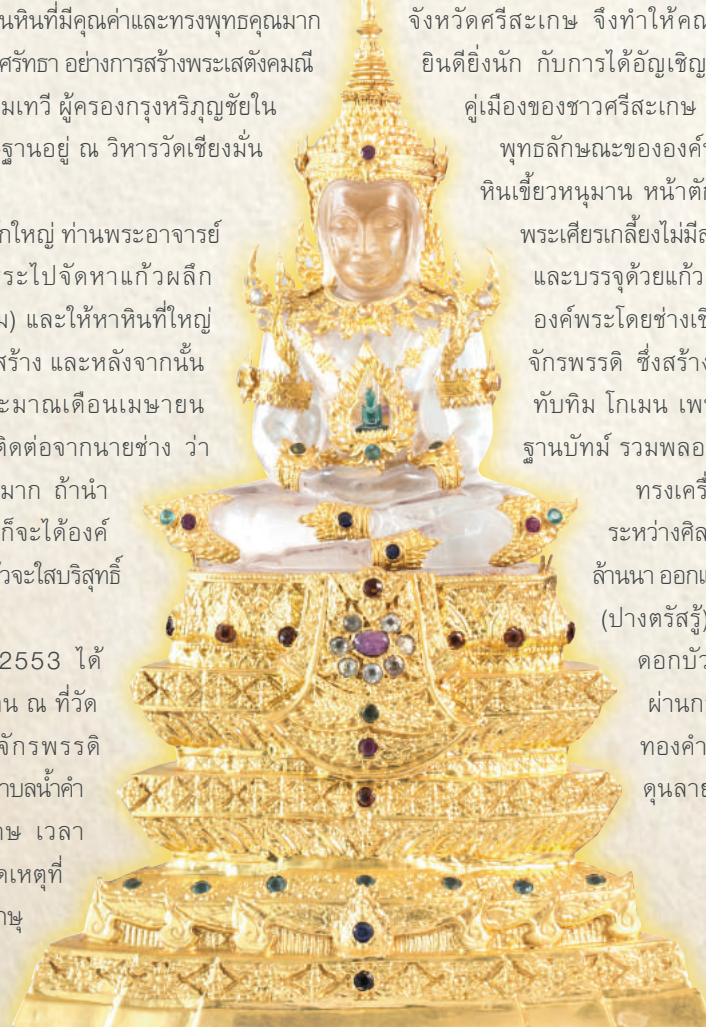 นหินที่มีคุณค่าและทรงพุทธคุณมาก
ศรัทธา อย่างการสร้างพระเสตังคมณี
มเทวี ผู้ครองกรุงหริภุญชัยใน
ฐานอยู่ ณ วิหารวัดเชียงมั่น
กใหญ่ ท่านพระอาจารย์
ระไปจัดหาแก้วผลึก
ม) และให้หาหินที่ใหญ่
สร้าง และหลังจากนั้น
ะมาณเดือนเมษายน
ติดต่อจากนายช่าง ว่า
มาก ถ้านำ
ก็จะได้องค์
ัวจะใสบริสุทธิ์
2553 ได้
าน ณ ที่วัด
จักรพรรดิ
าบลน้ำคำ
าษ เวลา
ดเหตุที่
าษุ
จังหวัดศรีสะเกษ จึงทำให้คณ
ยินดียิ่งนัก กับการได้อัญเชิญ
คู่เมืองของชาวศรีสะเกษ
พุทธลักษณะขององค์
หินเขี้ยวหนุมาน หน้าตัก
พระเศียรเกลี้ยงไม่มีส
และบรรจุด้วยแก้ว
องค์พระโดยช่างเชี
จักรพรรดิ ซึ่งสร้าง
ทับทิม โกเมน เพท
ฐานบัทม์ รวมพลอ
ทรงเครื่
ระหว่างศิล
ล้านนา ออกแ
(ปางตรัสรู้)
ดอกบัว
ผ่านก
ทองคำ
ดุนลาย